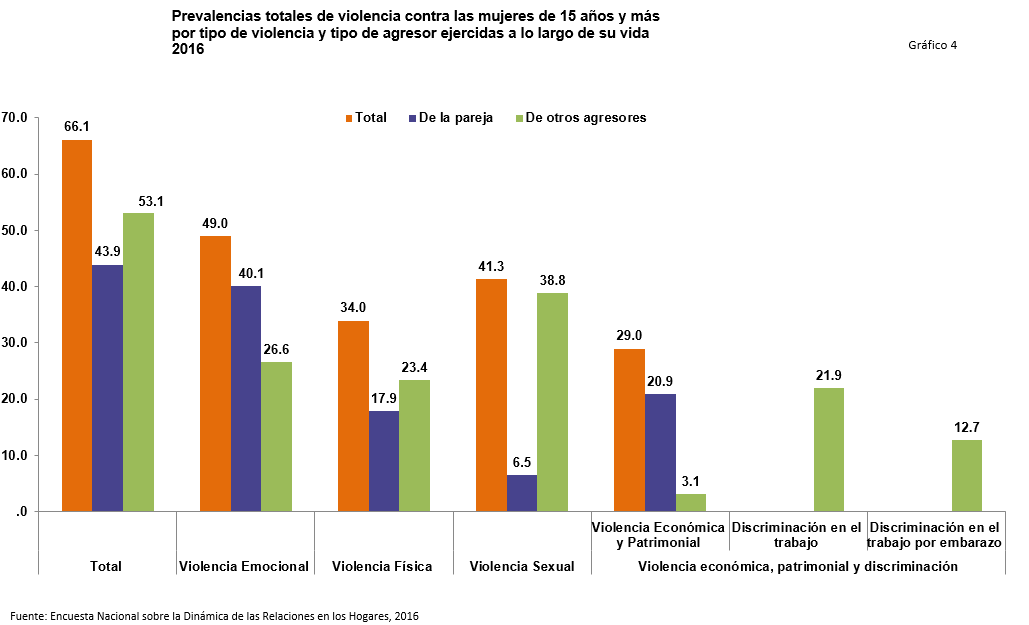 Prevalencias totales de violencia contra las mujeres de 15 años y más
por tipo de violencia y tipo de agresor ejercidas a lo largo de su vida
2016
Gráfico 4
Total De la pareja De otros agresores
70.0
60.0
50.0
40.0
30.0
20.0
10.0
.0
66.1
43.9
53.1
49.0
40.1
26.6
34.0
17.9
23.4
41.3
6.5
38.8
29.0
20.9
3.1
21.9
12.7
Violencia Económica
y Patrimonial
Discriminación en el
trabajo
Discriminación en el
trabajo por embarazo
Total
Violencia Emocional
Violencia Física
Violencia Sexual
Violencia económica, patrimonial y discriminación
Fuente: Encuesta Nacional sobre la Dinámica de las Relaciones en los Hogares, 2016